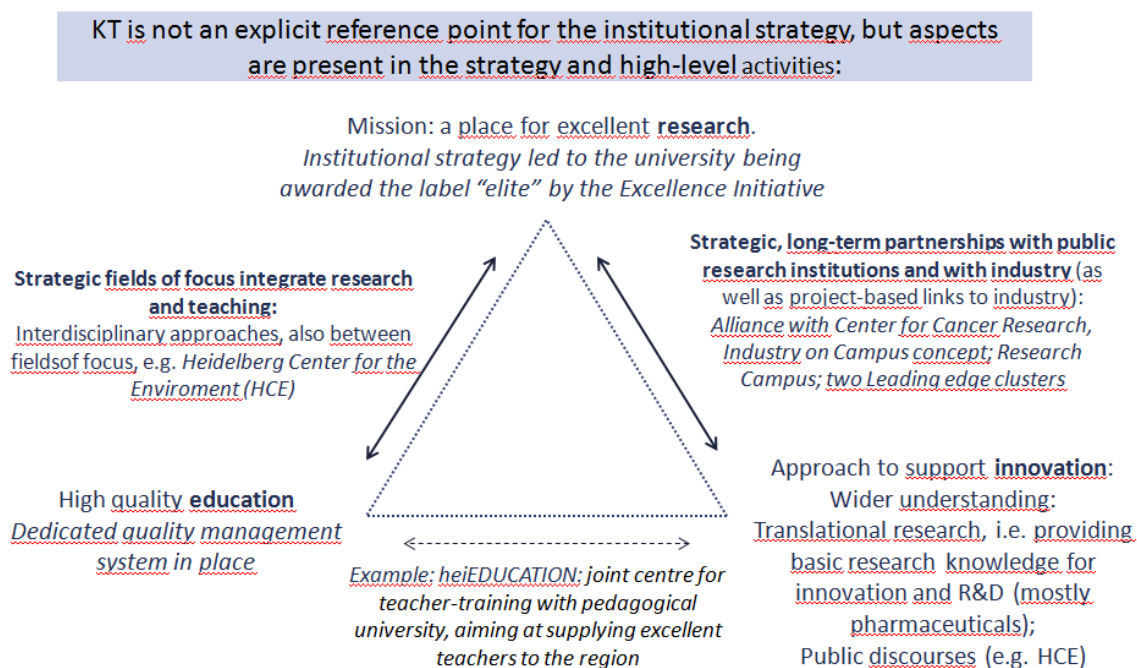 KT is not an explicit reference point for the institutional strategy, but aspects
are present in the strategy and high-level activities:
Mission: a place for excellent research.
Institutional strategy led to the university being
awarded the label “elite” by the Excellence Initiative
Strategic fields of focus integrate research
and teaching:
Interdisciplinary approaches, also between
fieldsof focus, e.g. Heidelberg Center for the
Enviroment (HCE)
Strategic, long-term partnerships with public
research institutions and with industry (as
well as project-based links to industry):
Alliance with Center for Cancer Research,
Industry on Campus concept; Research
Campus; two Leading edge clusters
High quality education
Dedicated quality management
system in place
Example: heiEDUCATION: joint centre for
teacher-training with pedagogical
university, aiming at supplying excellent
teachers to the region
Approach to support innovation:
Wider understanding:
Translational research, i.e. providing
basic research knowledge for
innovation and R&D (mostly
pharmaceuticals);
Public discourses (e.g. HCE)